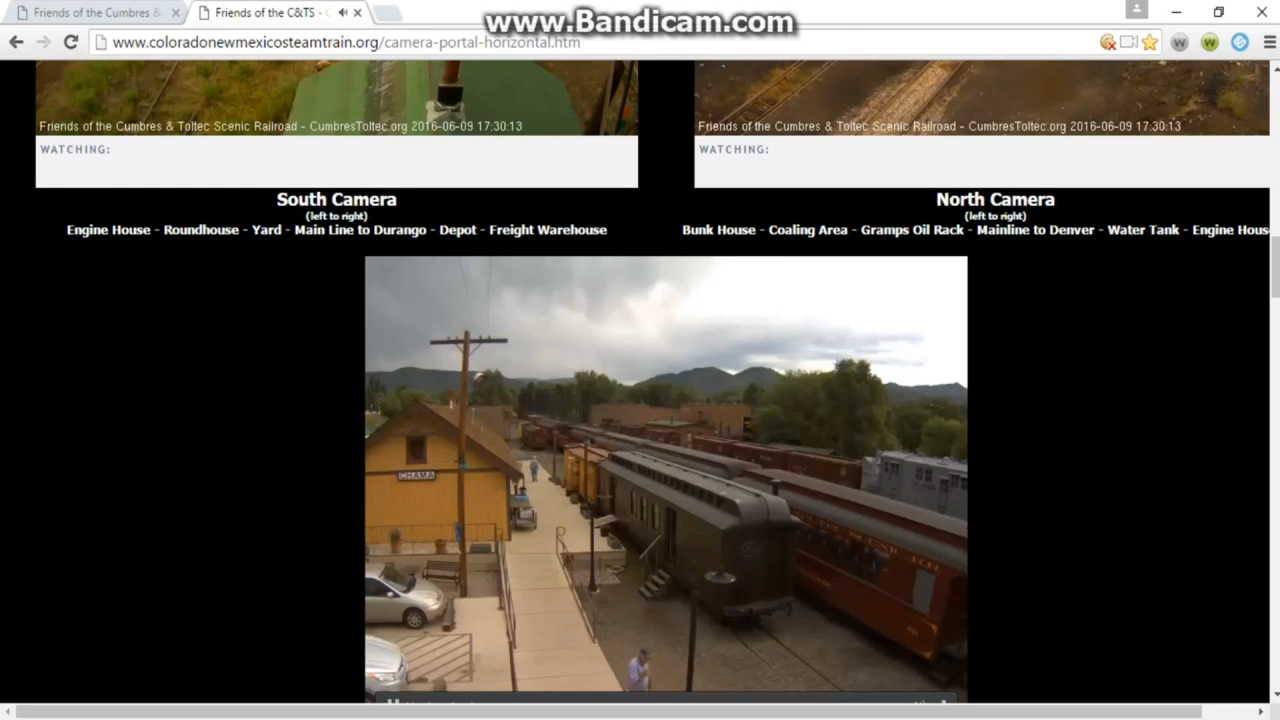 www.Bandicam.com
Friends of the Cumbres &
Friends of the C&TS -
www.coloradonewmexicosteamtrain.org/camera-portal-horizontal.htm
Friends of the Cumbres & Toltec Scenic Railroad - CumbresToltec.org 2016-06-09 17:30:13
Friends of the Cumbres & Toltec Scenic Railroad - CumbresToltec.org 2016-06-09 17:30:13
WATCHING:
WATCHING:
South Camera
(left to right)
Engine House - Roundhouse - Yard - Main Line to Durango - Depot - Freight Warehouse
North Camera
(left to right)
Bunk House - Coaling Area - Gramps Oil Rack - Mainline to Denver - Water Tank - Engine Hous
CHAMA